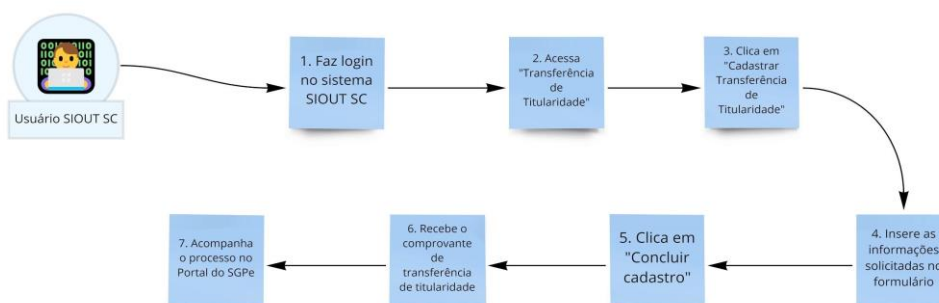 Usuário SIOUT SC
1. Faz login
no sistema
SIOUT SC
2. Acessa
"Transferência
de
Titularidade"
3. Clica em
"Cadastrar
Transferência
de
Titularidade"
4. Insere as
informações
solicitadas no
formulário
5. Clica em
"Concluir
cadastro"
6. Recebe o
comprovante
de
transferência
de titularidade
7. Acompanha
o processo no
Portal do SGPe